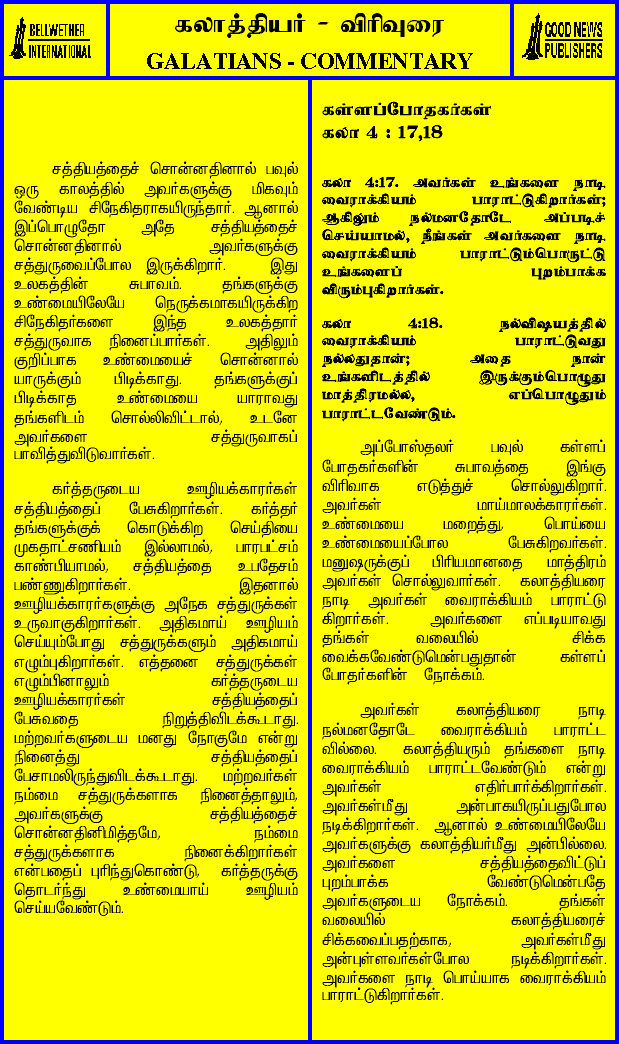 BELLWETHER
INTERNATIONAL
கலாத்தியர் - விரிவுரை
GALATIANS - COMMENTARY
GOOD NEWS
PUBLISHERS
சத்தியத்தைச் சொன்னதினால் பவுல்
ஒரு காலத்தில் அவர்களுக்கு மிகவும்
வேண்டிய சிநேகிதராகயிருந்தார். ஆனால்
இப்பொழுதோ அதே சத்தியத்தைச்
சொன்னதினால் அவர்களுக்கு
சத்துருவைப்போல இருக்கிறார். இது
உலகத்தின் சுபாவம். தங்களுக்கு
உண்மையிலேயே நெருக்கமாகயிருக்கிற
சிநேகிதர்களை இந்த உலகத்தார்
சத்துருவாக நினைப்பார்கள். அதிலும்
குறிப்பாக உண்மையைச் சொன்னால்
யாருக்கும் பிடிக்காது. தங்களுக்குப்
பிடிக்காத உண்மையை யாராவது
தங்களிடம் சொல்லிவிட்டால், உடனே
அவர்களை சத்துருவாகப்
பாவித்துவிடுவார்கள்.
கர்த்தருடைய ஊழியக்காரர்கள்
சத்தியத்தைப் பேசுகிறார்கள். கர்த்தர்
தங்களுக்குக் கொடுக்கிற செய்தியை
முகதாட்சணியம் இல்லாமல், பாரபட்சம்
காண்பியாமல், சத்தியத்தை உபதேசம்
பண்ணுகிறார்கள். இதனால்
ஊழியக்காரர்களுக்கு அநேக சத்துருக்கள்
உருவாகுகிறார்கள். அதிகமாய் ஊழியம்
செய்யும்போது சத்துருக்களும் அதிகமாய்
எழும்புகிறார்கள். எத்தனை சத்துருக்கள்
எழும்பினாலும் கர்த்தருடைய
ஊழியக்காரர்கள் சத்தியத்தைப்
பேசுவதை நிறுத்திவிடக்கூடாது.
மற்றவர்களுடைய மனது நோகுமே என்று
நினைத்து சத்தியத்தைப்
பேசாமலிருந்துவிடக்கூடாது. மற்றவர்கள்
நம்மை சத்துருக்களாக நினைத்தாலும்,
அவர்களுக்கு சத்தியத்தைச்
சொன்னதினிமித்தமே, நம்மை
சத்துருக்களாக நினைக்கிறார்கள்
என்பதைப் புரிந்துகொண்டு, கர்த்தருக்கு
தொடர்ந்து உண்மையாய் ஊழியம்
செய்யவேண்டும்.
கள்ளப்போதகர்கள்
கலா 4 : 17,18
கலா 4:17. அவர்கள் உங்களை நாடி
வைராக்கியம் பாராட்டுகிறார்கள்;
ஆகிலும் நல்மனதோடே அப்படிச்
செய்யாமல், நீங்கள் அவர்களை நாடி
வைராக்கியம் பாராட்டும்பொருட்டு
உங்களைப் புறம்பாக்க
விரும்புகிறார்கள்.
கலா 4:18. நல்விஷயத்தில்
வைராக்கியம் பாராட்டுவது
நல்லதுதான்; அதை நான்
உங்களிடத்தில் இருக்கும்பொழுது
மாத்திரமல்ல, எப்பொழுதும்
பாராட்டவேண்டும்.
அப்போஸ்தலர் பவுல் கள்ளப்
போதகர்களின் சுபாவத்தை இங்கு
விரிவாக எடுத்துச் சொல்லுகிறார்.
அவர்கள் மாய்மாலக்காரர்கள்.
உண்மையை மறைத்து, பொய்யை
உண்மையைப்போல பேசுகிறவர்கள்.
மனுஷருக்குப் பிரியமானதை மாத்திரம்
அவர்கள் சொல்லுவார்கள். கலாத்தியரை
நாடி அவர்கள் வைராக்கியம் பாராட்டு
கிறார்கள். அவர்களை எப்படியாவது
தங்கள் வலையில் சிக்க
வைக்கவேண்டுமென்பதுதான் கள்ளப்
போதர்களின் நோக்கம்.
அவர்கள் கலாத்தியரை நாடி
நல்மனதோடே வைராக்கியம் பாராட்ட
வில்லை. கலாத்தியரும் தங்களை நாடி
வைராக்கியம் பாராட்டவேண்டும் என்று
அவர்கள் எதிர்பார்க்கிறார்கள்.
அவர்கள்மீது அன்பாகயிருப்பதுபோல
நடிக்கிறார்கள். ஆனால் உண்மையிலேயே
அவர்களுக்கு கலாத்தியர்மீது அன்பில்லை.
அவர்களை சத்தியத்தைவிட்டுப்
புறம்பாக்க வேண்டுமென்பதே
அவர்களுடைய நோக்கம். தங்கள்
வலையில் கலாத்தியரைச்
சிக்கவைப்பதற்காக, அவர்கள்மீது
அன்புள்ளவர்கள்போல நடிக்கிறார்கள்.
அவர்களை நாடி பொய்யாக வைராக்கியம்
பாராட்டுகிறார்கள்.